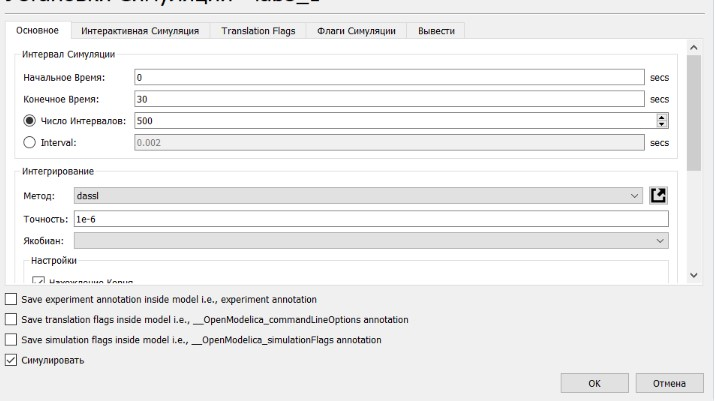 Основное Интерактивная Симуляция Translation Flags Флаги Симуляции Вывести
Интервал Симуляции
Начальное Время: 0 secs
Конечное Время: 30 secs
Число Интервалов: 500
Interval: 0.002 secs
Интегрирование
Метод: dassl
Точность: 1e-6
Якобиан:
Настройки
Нахождение Корня
Save experiment annotation inside model i.e., experiment annotation
Save translation flags inside model i.e., __OpenModelica_commandLineOptions annotation
Save simulation flags inside model i.e., __OpenModelica_simulationFlags annotation
Симулировать
OK Отмена